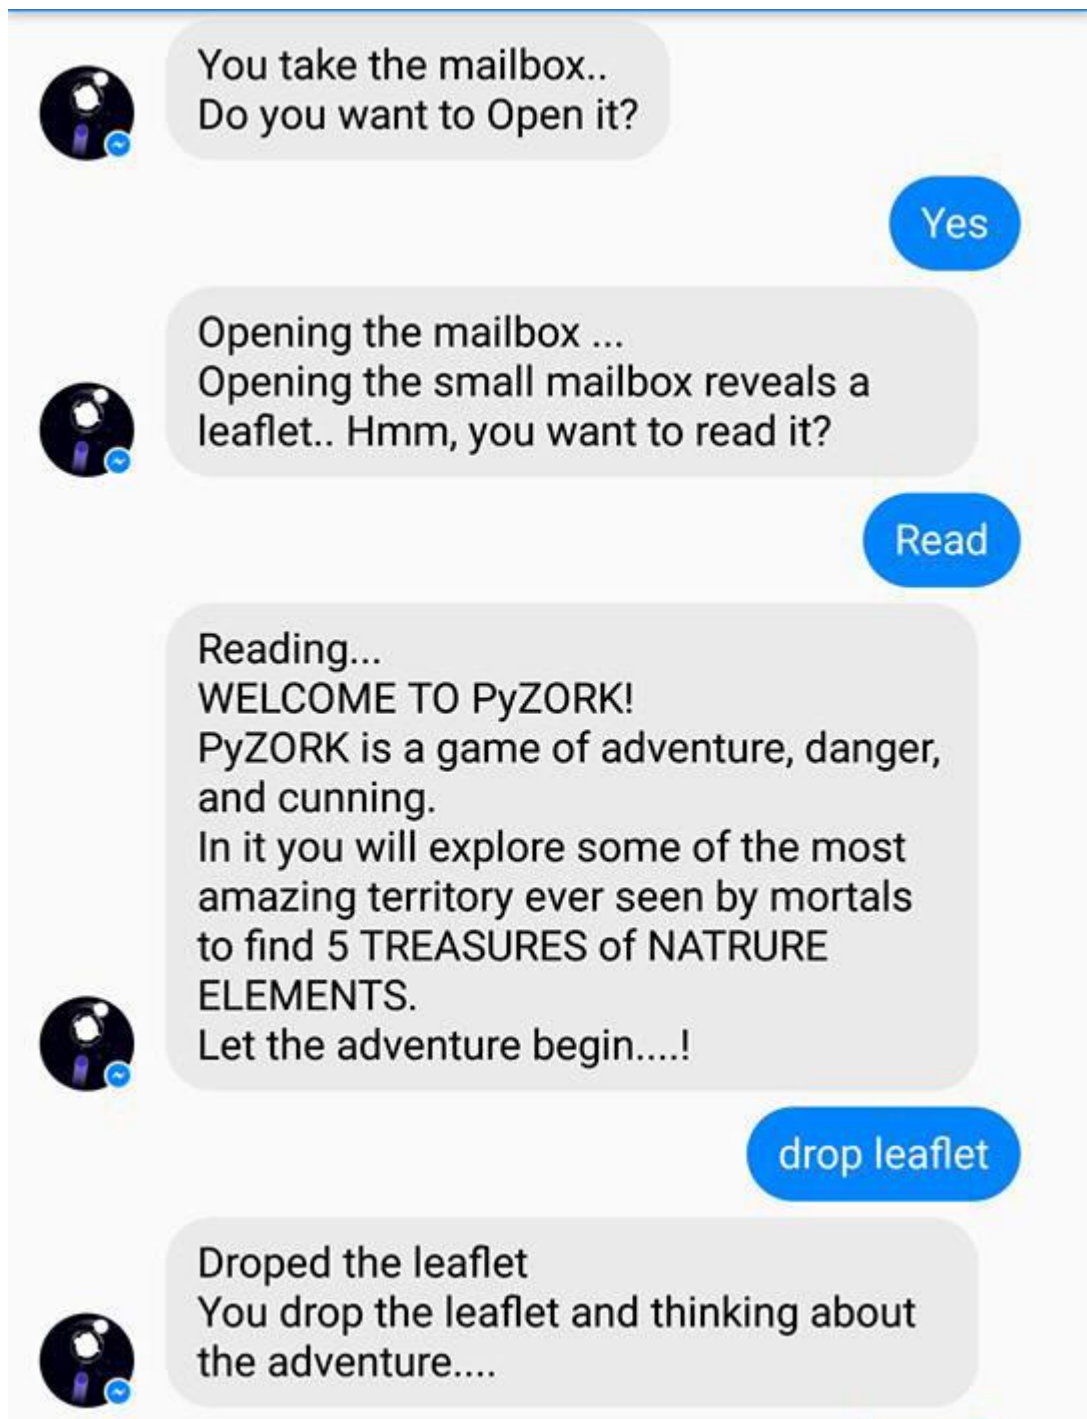 You take the mailbox..
Do you want to Open it?
Yes
Opening the mailbox ...
Opening the small mailbox reveals a
leaflet.. Hmm, you want to read it?
Read
Reading...
WELCOME TO PyZORK!
PyZORK is a game of adventure, danger,
and cunning.
In it you will explore some of the most
amazing territory ever seen by mortals
to find 5 TREASURES of NATRURE
ELEMENTS.
Let the adventure begin....!
drop leaflet
Droped the leaflet
You drop the leaflet and thinking about
the adventure....